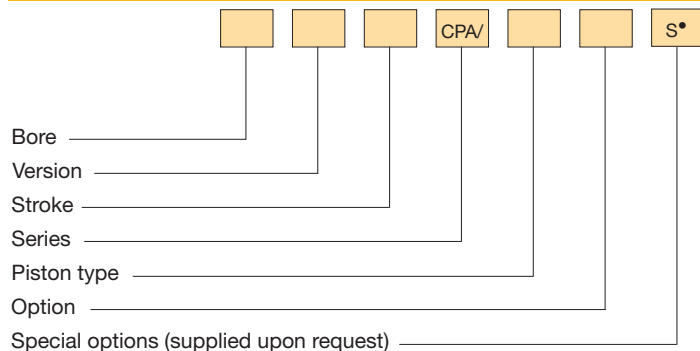 CPA/ S•
Bore
Version
Stroke
Series
Piston type
Option
Special options (supplied upon request)